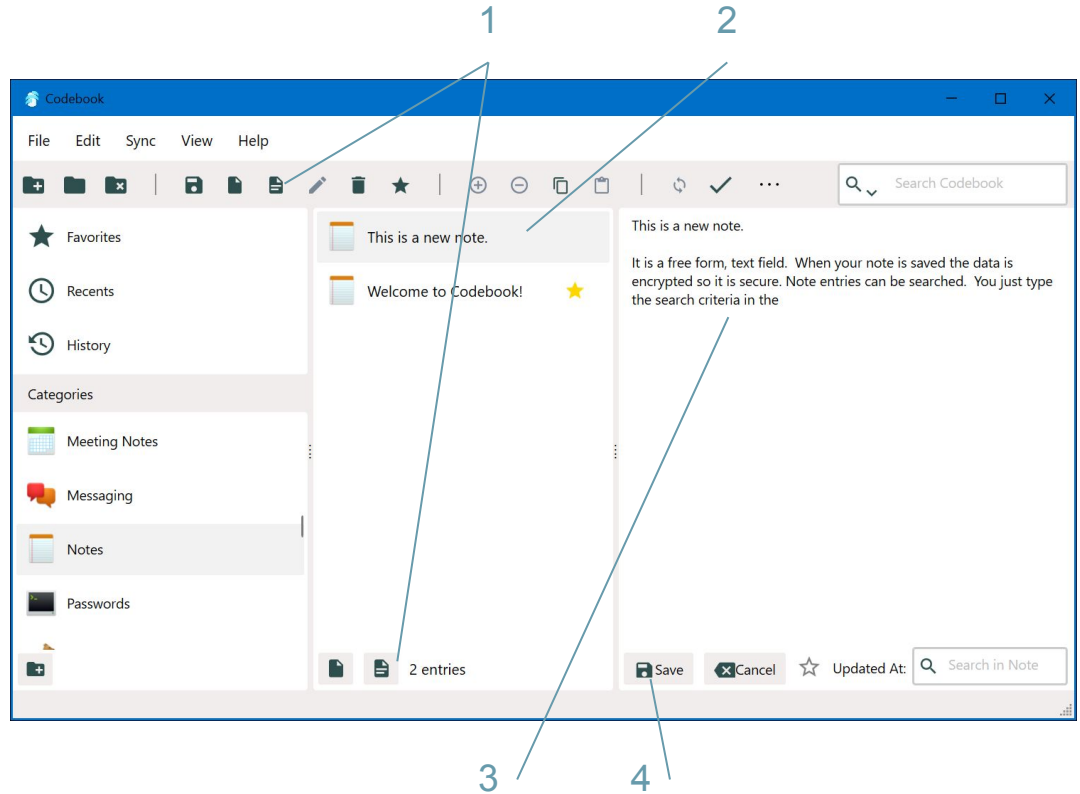 1
2
Codebook
File Edit Sync View Help
Search Codebook
Favorites
Recents
History
Categories
Meeting Notes
Messaging
Notes
Passwords
This is a new note.
Welcome to Codebook!
2 entries
This is a new note.
It is a free form, text field. When your note is saved the data is
encrypted so it is secure. Note entries can be searched. You just type
the search criteria in the
Save Cancel Updated At: Search in Note
3
4